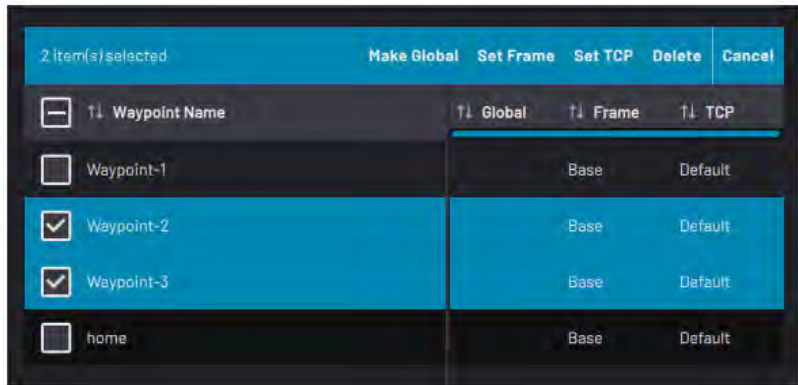 2 item(s) selected Make Global Set Frame Set TCP Delete Cancel
↑↓ Waypoint Name ↑↓ Global ↑↓ Frame ↑↓ TCP
Waypoint-1 Base Default
Waypoint-2 Base Default
Waypoint-3 Base Default
home Base Default